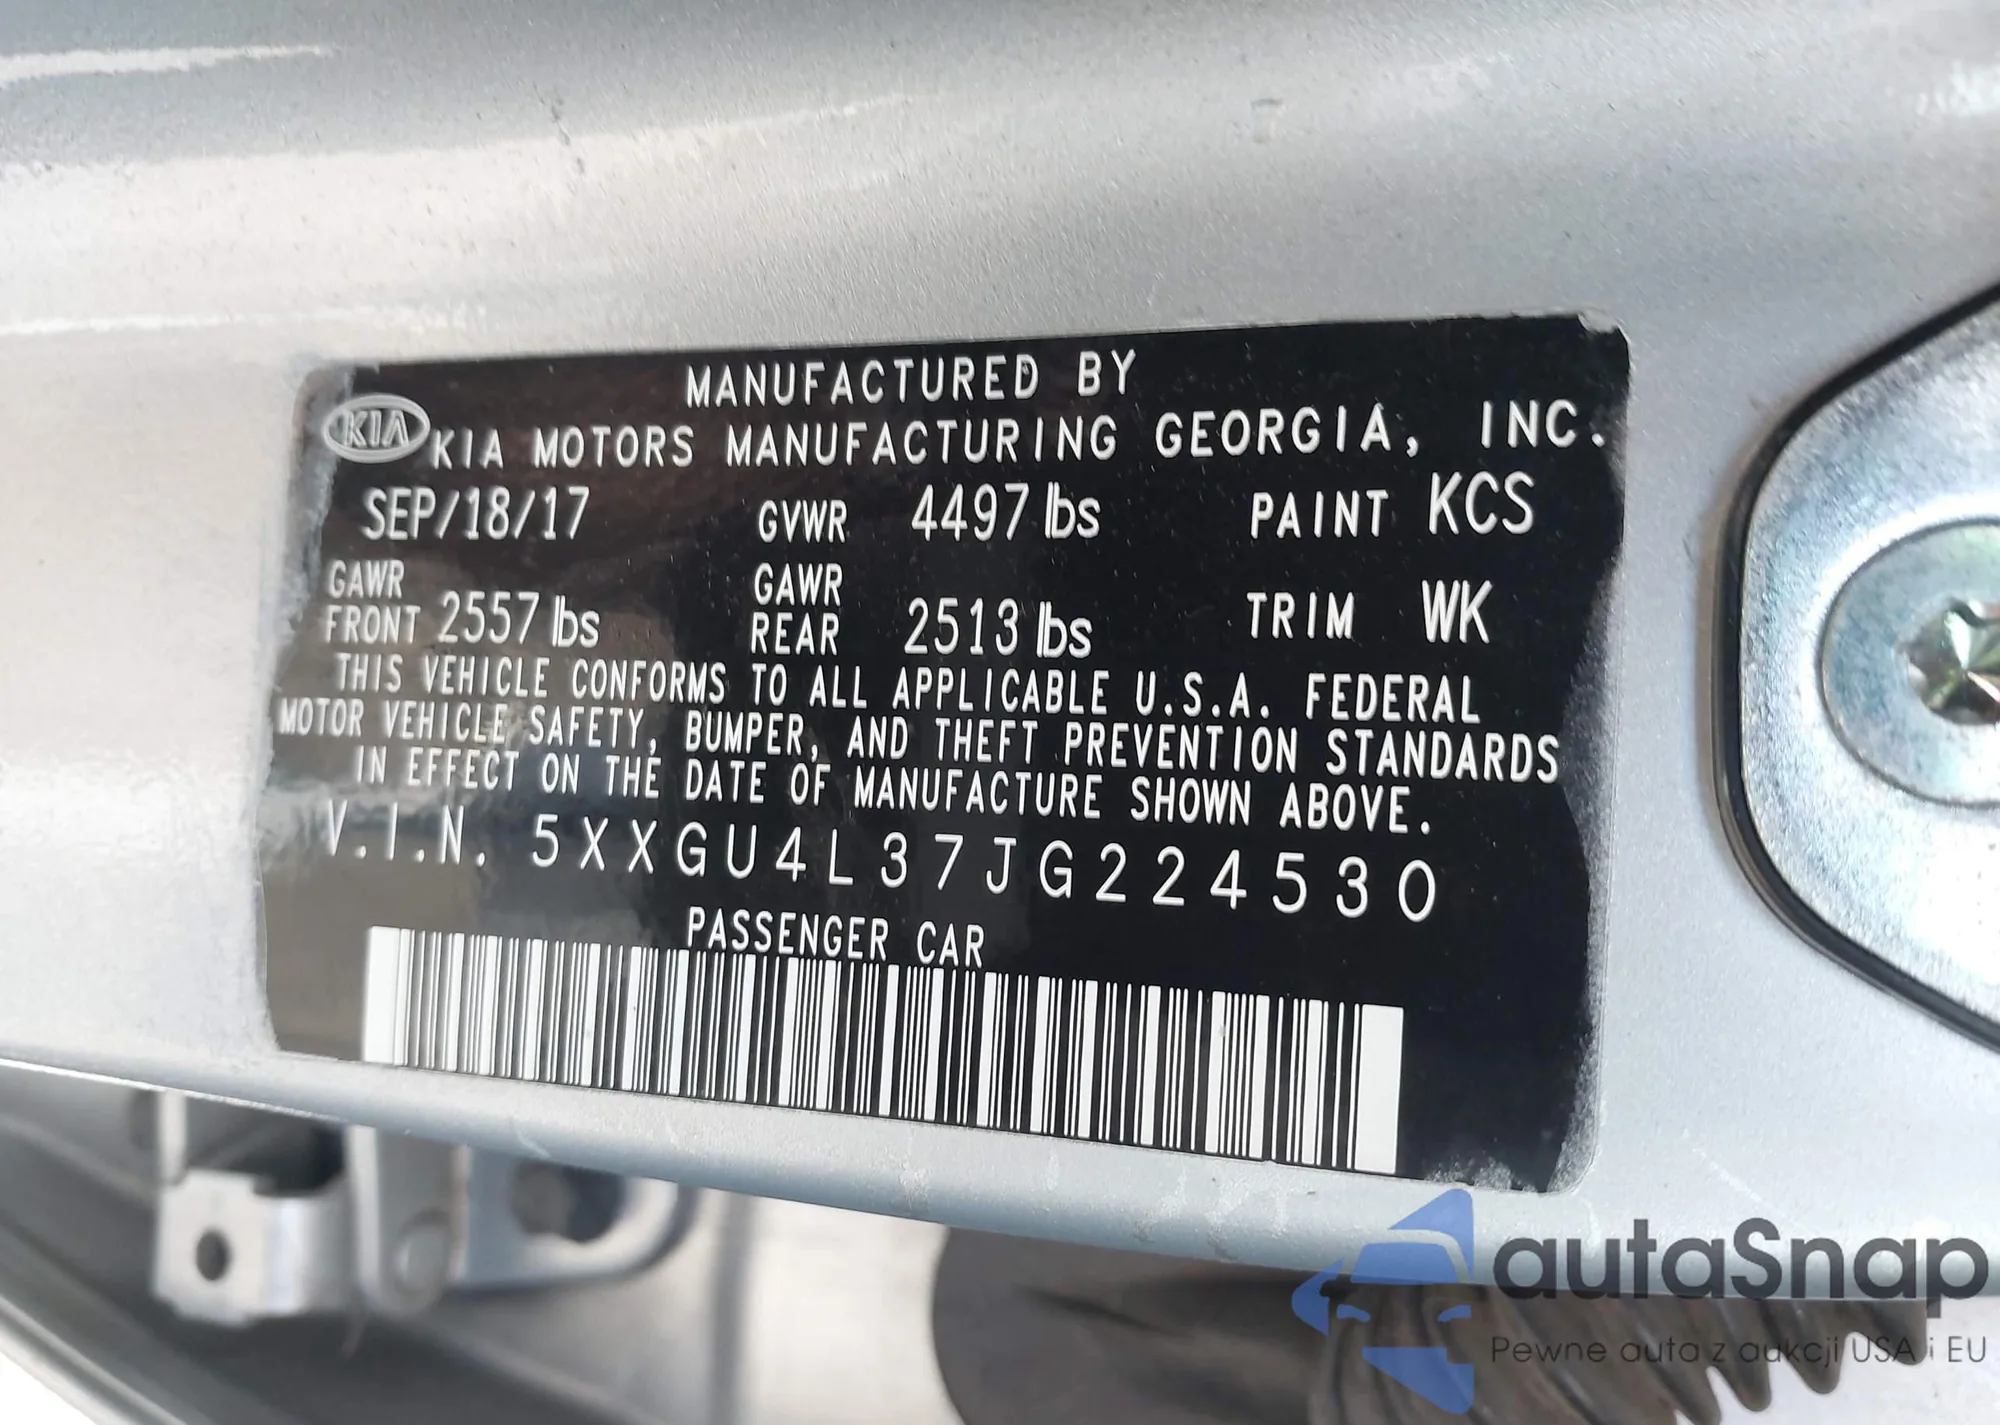 MANUFACTURED BY
KIA KIA MOTORS MANUFACTURING GEORGIA, INC.
SEP/18/17 GVWR 4497 lbs PAINT KCS
GAWR FRONT 2557 lbs GAWR REAR 2513 lbs TRIM WK
THIS VEHICLE CONFORMS TO ALL APPLICABLE U.S.A. FEDERAL
MOTOR VEHICLE SAFETY, BUMPER, AND THEFT PREVENTION STANDARDS
IN EFFECT ON THE DATE OF MANUFACTURE SHOWN ABOVE.
V.I.N. 5XXGU4L37JG224530
PASSENGER CAR
autaSnap
Pewne auta z aukcji USA i EU